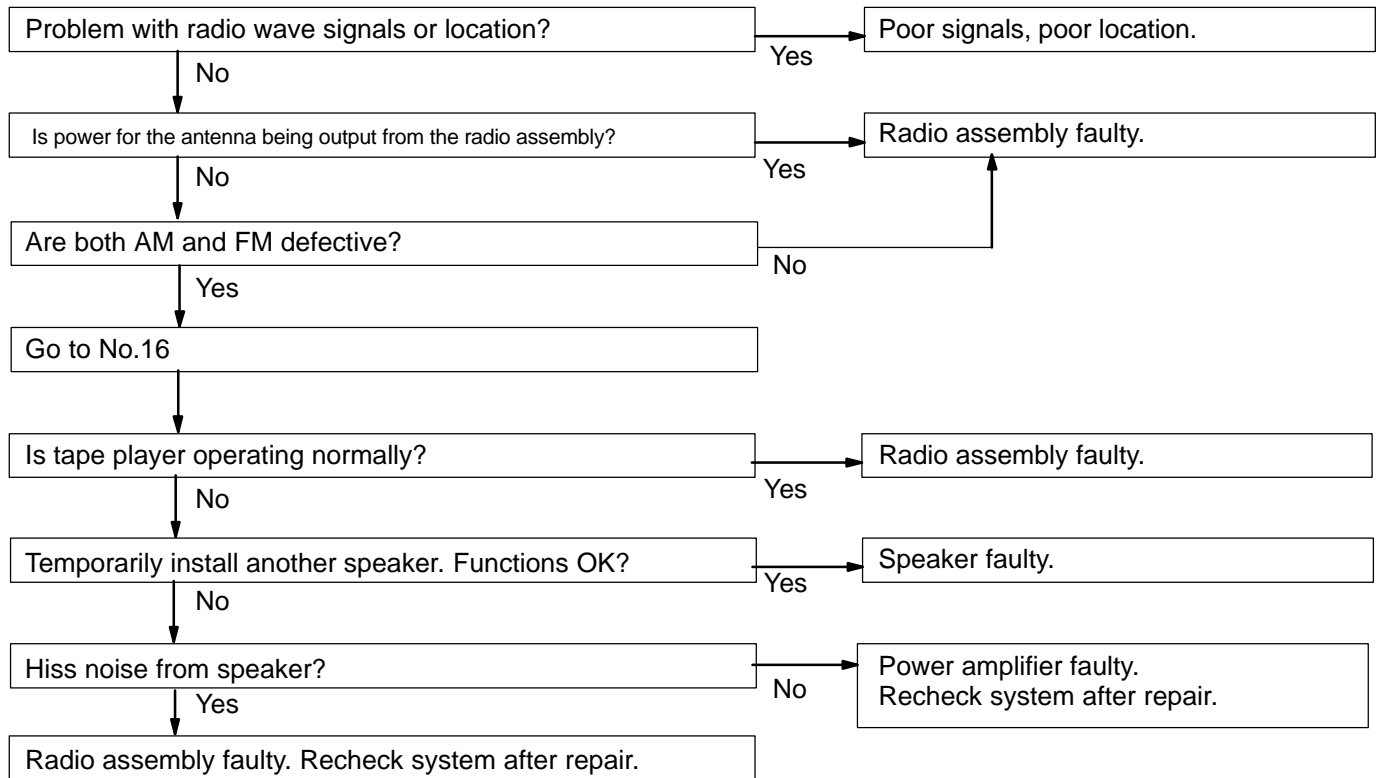 Problem with radio wave signals or location?
Yes
Poor signals, poor location.
No
Is power for the antenna being output from the radio assembly?
Yes
Radio assembly faulty.
No
Are both AM and FM defective?
No
Yes
Go to No.16
Is tape player operating normally?
Yes
Radio assembly faulty.
No
Temporarily install another speaker. Functions OK?
Yes
Speaker faulty.
No
Hiss noise from speaker?
No
Power amplifier faulty.
Recheck system after repair.
Yes
Radio assembly faulty. Recheck system after repair.